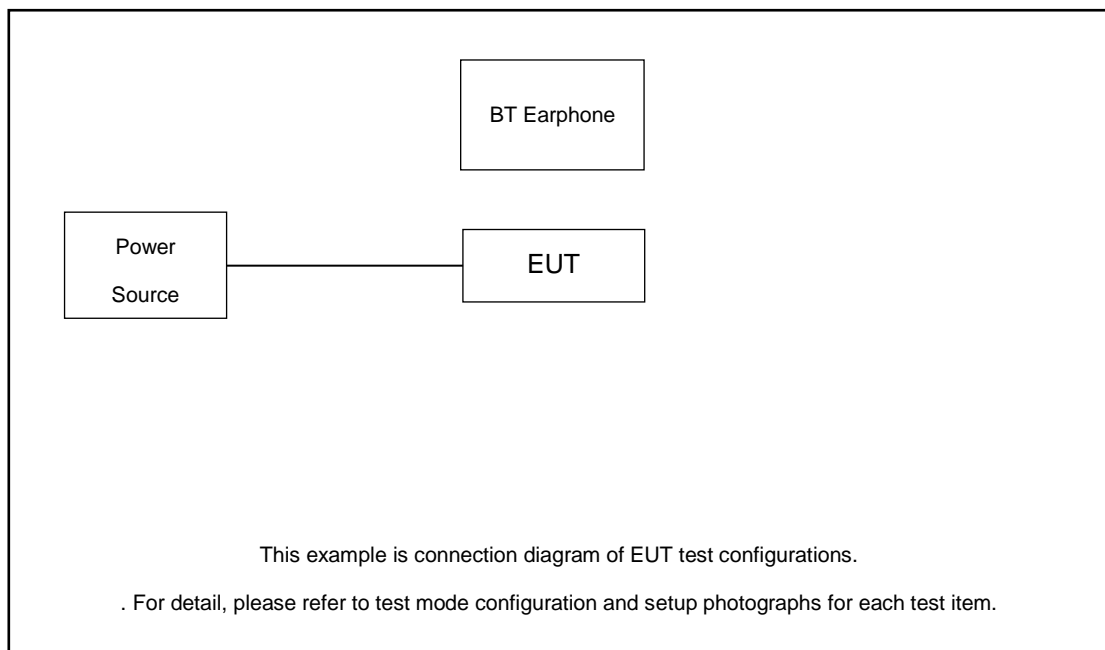 BT Earphone
Power
Source
EUT
This example is connection diagram of EUT test configurations.
. For detail, please refer to test mode configuration and setup photographs for each test item.